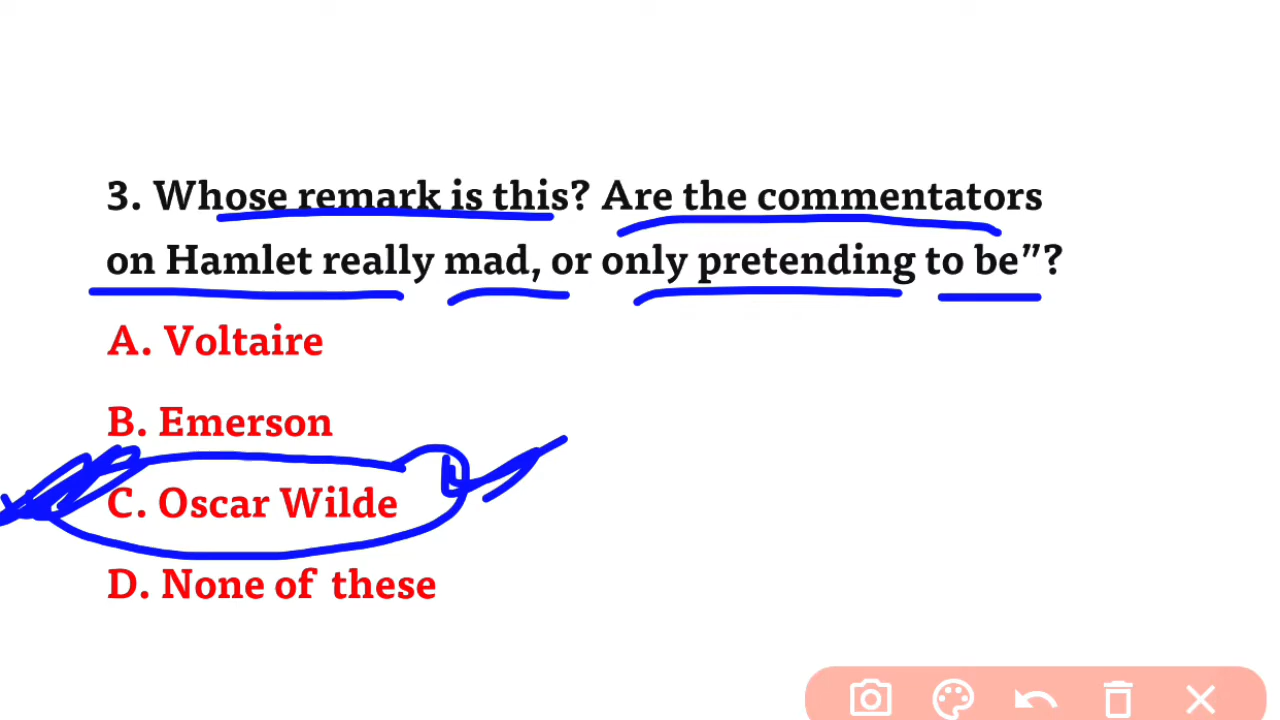 3. Whose remark is this? Are the commentators
on Hamlet really mad, or only pretending to be”?
A. Voltaire
B. Emerson
C. Oscar Wilde
D. None of these